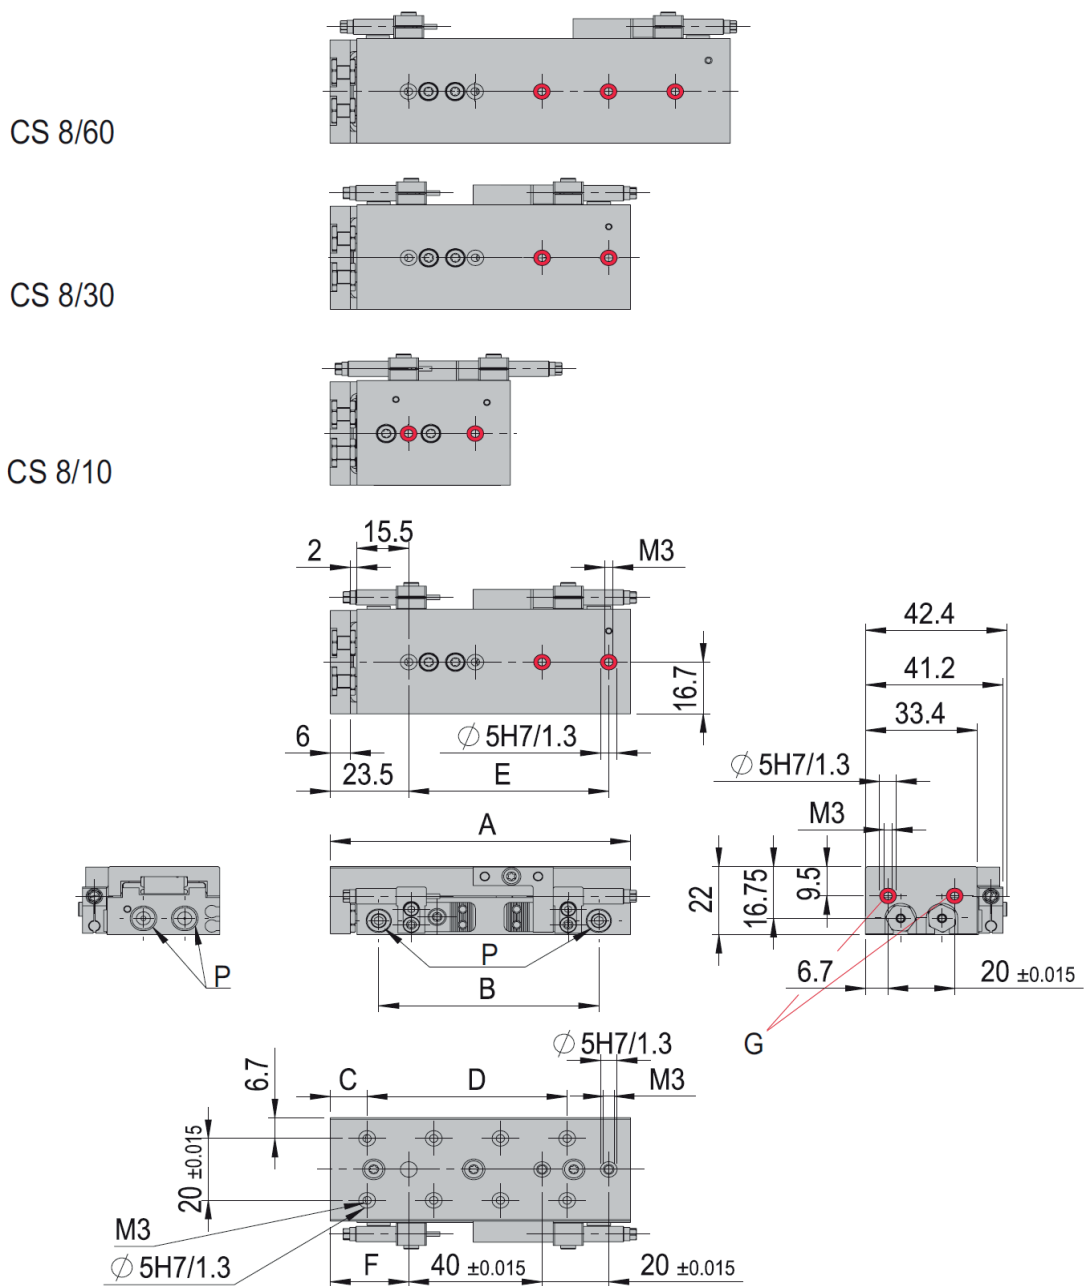 CS 8/60
CS 8/30
CS 8/10
15.5
2
M3
16.7
6
∅ 5H7/1.3
23.5
E
42.4
41.2
33.4
∅ 5H7/1.3
M3
A
22
16.75
9.5
P
P
B
6.7
20 ±0.015
G
∅ 5H7/1.3
6.7
C
D
M3
20 ±0.015
M3
∅ 5H7/1.3
F
40 ±0.015
20 ±0.015